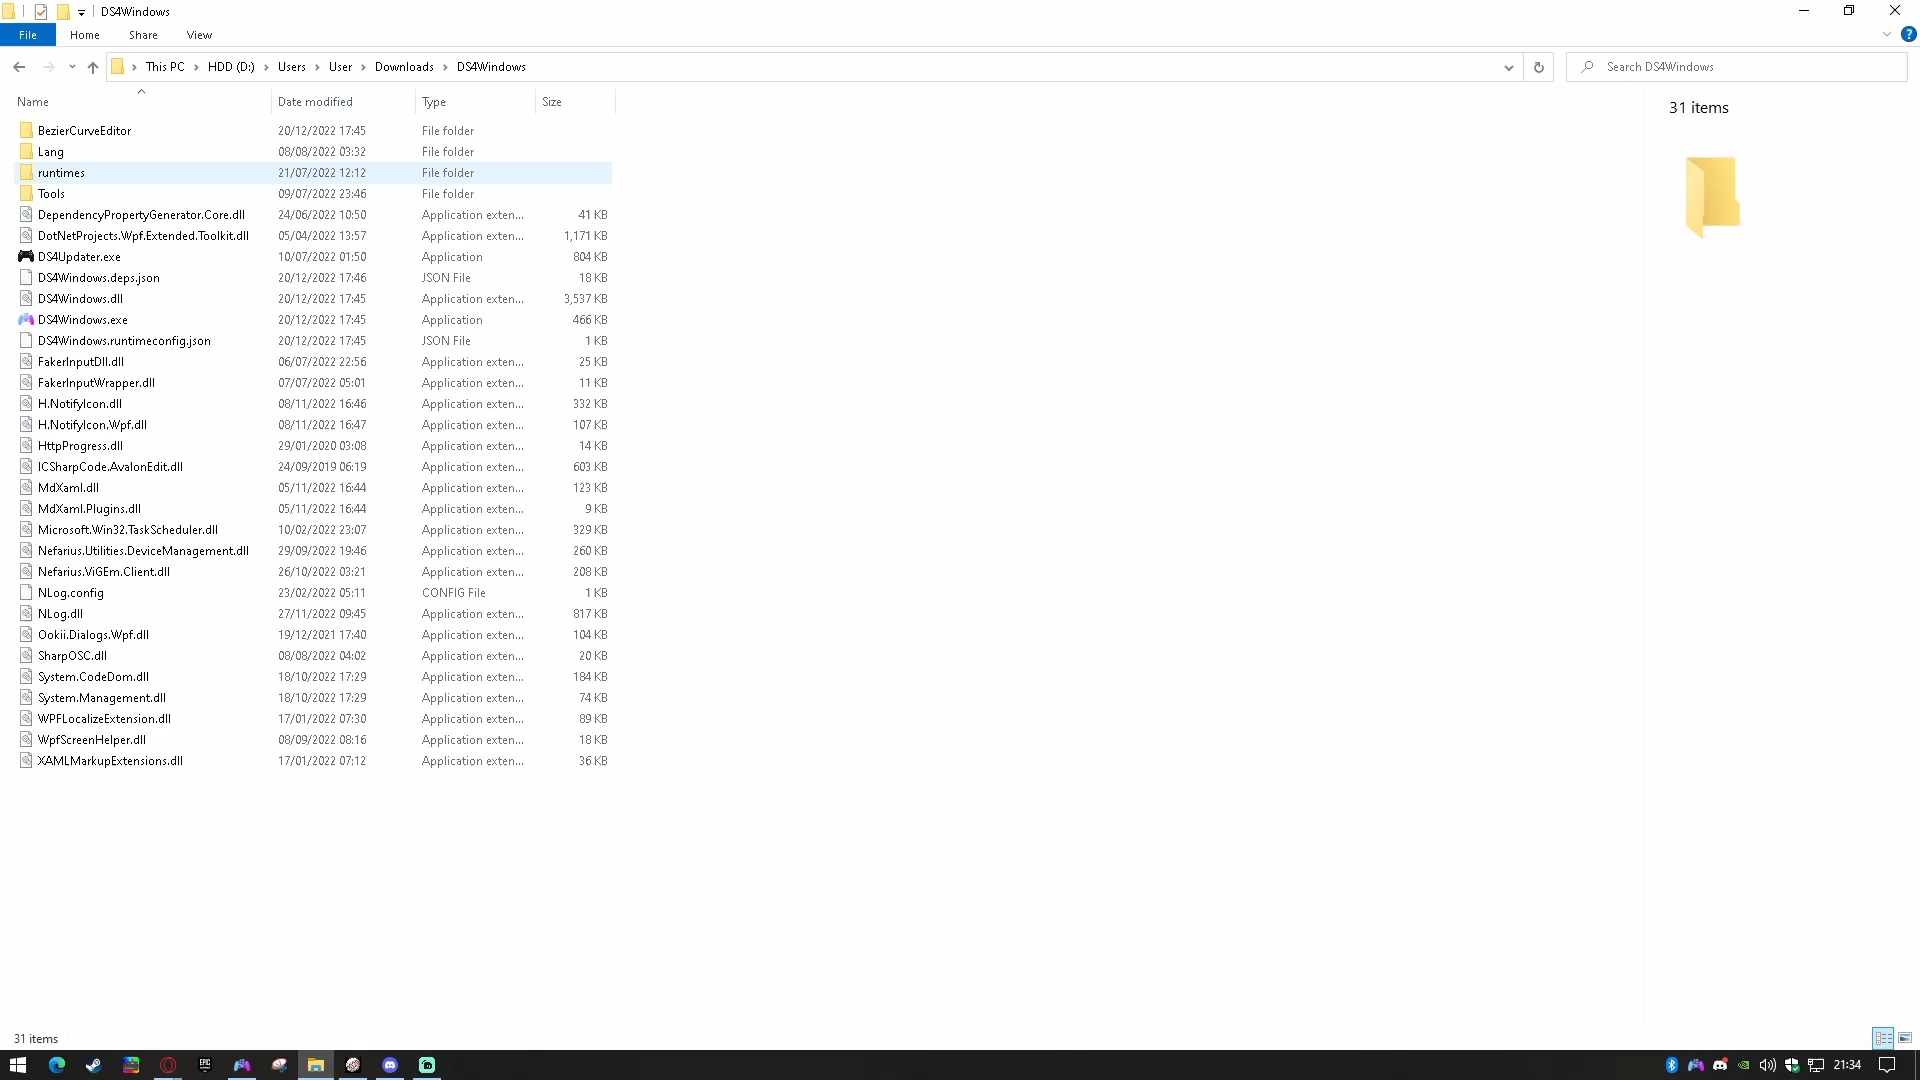 DS4Windows
File Home Share View
This PC HDD (D:) Users User Downloads DS4Windows Search DS4Windows
Name Date modified Type Size
31 items
BezierCurveEditor 20/12/2022 17:45 File folder
Lang 08/08/2022 03:32 File folder
runtimes 21/07/2022 12:12 File folder
Tools 09/07/2022 23:46 File folder
DependencyPropertyGenerator.Core.dll 24/06/2022 10:50 Application exten... 41 KB
DotNetProjects.Wpf.Extended.Toolkit.dll 05/04/2022 13:57 Application exten... 1,171 KB
DS4Updater.exe 10/07/2022 01:50 Application 804 KB
DS4Windows.deps.json 20/12/2022 17:46 JSON File 18 KB
DS4Windows.dll 20/12/2022 17:45 Application exten... 3,537 KB
DS4Windows.exe 20/12/2022 17:45 Application 466 KB
DS4Windows.runtimeconfig.json 20/12/2022 17:45 JSON File 1 KB
FakerInputDll.dll 06/07/2022 22:56 Application exten... 25 KB
FakerInputWrapper.dll 07/07/2022 05:01 Application exten... 11 KB
H.NotifyIcon.dll 08/11/2022 16:46 Application exten... 332 KB
H.NotifyIcon.Wpf.dll 08/11/2022 16:47 Application exten... 107 KB
HttpProgress.dll 29/01/2020 03:08 Application exten... 14 KB
ICSharpCode.AvalonEdit.dll 24/09/2019 06:19 Application exten... 603 KB
MdXaml.dll 05/11/2022 16:44 Application exten... 123 KB
MdXaml.Plugins.dll 05/11/2022 16:44 Application exten... 9 KB
Microsoft.Win32.TaskScheduler.dll 10/02/2022 23:07 Application exten... 329 KB
Nefarius.Utilities.DeviceManagement.dll 29/09/2022 19:46 Application exten... 260 KB
Nefarius.ViGEm.Client.dll 26/10/2022 03:21 Application exten... 208 KB
NLog.config 23/02/2022 05:11 CONFIG File 1 KB
NLog.dll 27/11/2022 09:45 Application exten... 817 KB
Ookii.Dialogs.Wpf.dll 19/12/2021 17:40 Application exten... 104 KB
SharpOSC.dll 08/08/2022 04:02 Application exten... 20 KB
System.CodeDom.dll 18/10/2022 17:29 Application exten... 184 KB
System.Management.dll 18/10/2022 17:29 Application exten... 74 KB
WPFLocalizeExtension.dll 17/01/2022 07:30 Application exten... 89 KB
WpfScreenHelper.dll 08/09/2022 08:16 Application exten... 18 KB
XAMLMarkupExtensions.dll 17/01/2022 07:12 Application exten... 36 KB
31 items
EPIC
21:34